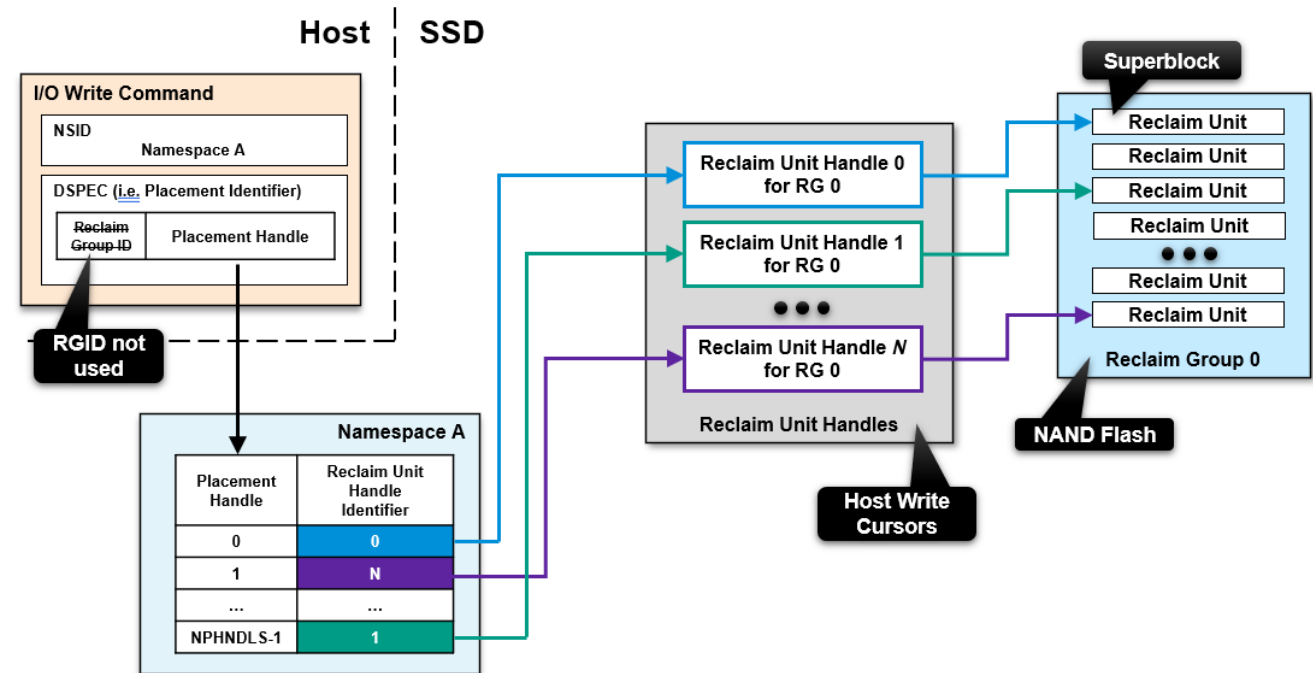 Host
SSD
I/O Write Command
NSID
Namespace A
DSPEC (i.e. Placement Identifier)
Reclaim
Group ID
Placement Handle
RGID not
used
Namespace A
Placement
Handle
Reclaim Unit
Handle
Identifier
0
0
1
N
...
...
NPHNDLS-1
1
Reclaim Unit Handle 0
for RG 0
Reclaim Unit Handle 1
for RG 0
Reclaim Unit Handle N
for RG 0
Reclaim Unit Handles
Host Write
Cursors
Superblock
Reclaim Unit
Reclaim Unit
Reclaim Unit
Reclaim Unit
Reclaim Unit
Reclaim Unit
Reclaim Group 0
NAND Flash